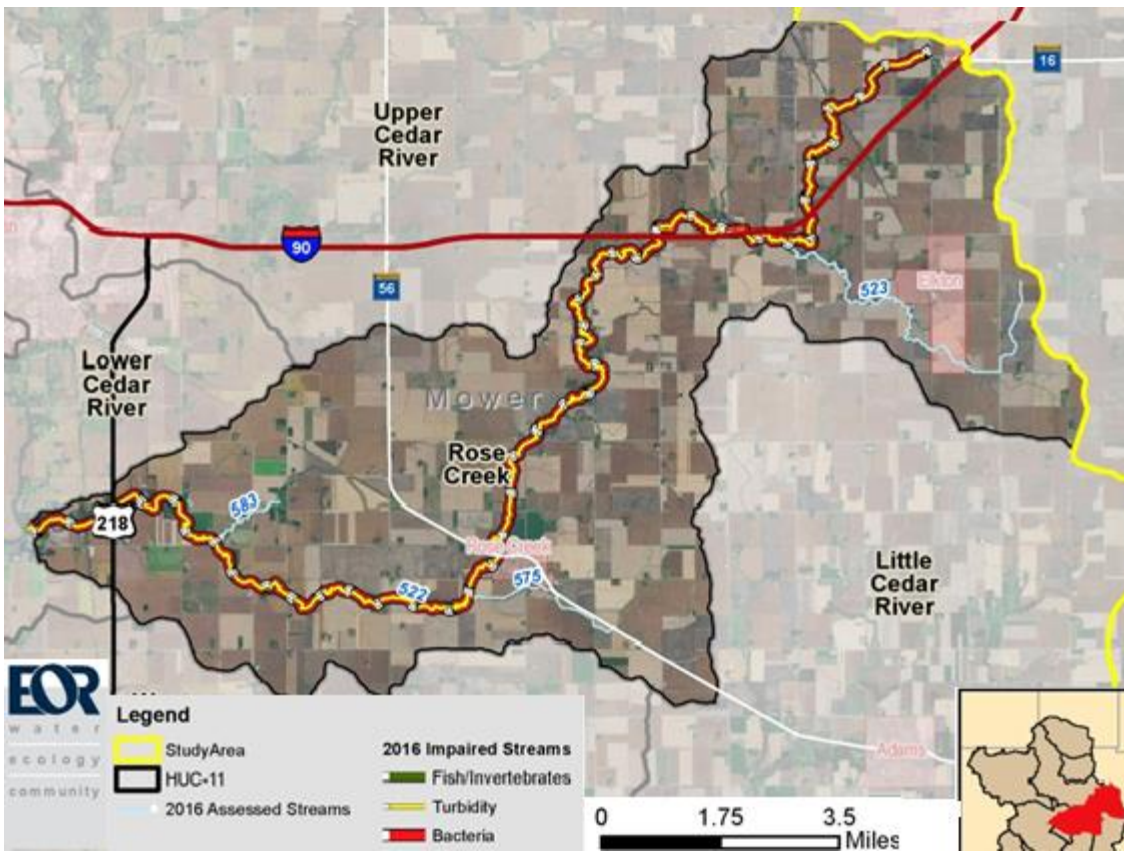 16
Upper
Cedar
River
90
56
523
Elkton
Lower
Cedar
River
Mower
Rose
Creek
583
218
Rose Creek
575
522
Little
Cedar
River
Adams
EOR
water
ecology
community
Legend
StudyArea
HUC-11
2016 Assessed Streams
2016 Impaired Streams
Fish/Invertebrates
Turbidity
Bacteria
0 1.75 3.5
Miles